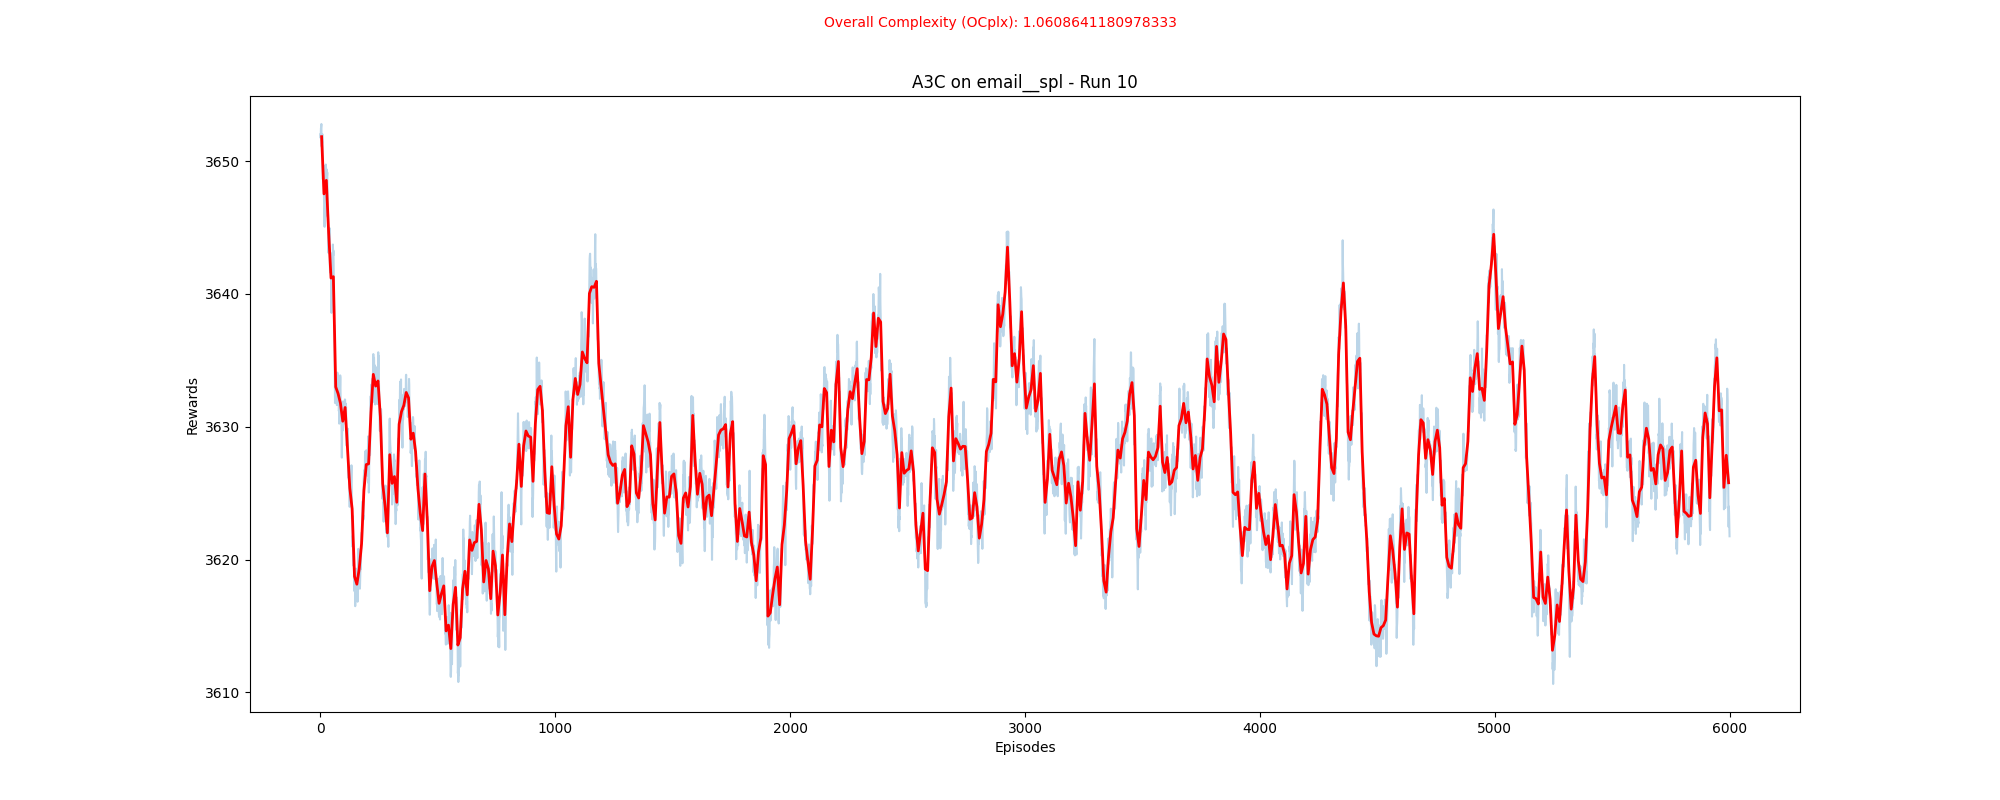 Overall Complexity (OCplx): 1.0608641180978333
A3C on email__spl - Run 10
3650
3640
3630
3620
3610
Rewards
0 1000 2000 3000 4000 5000 6000
Episodes